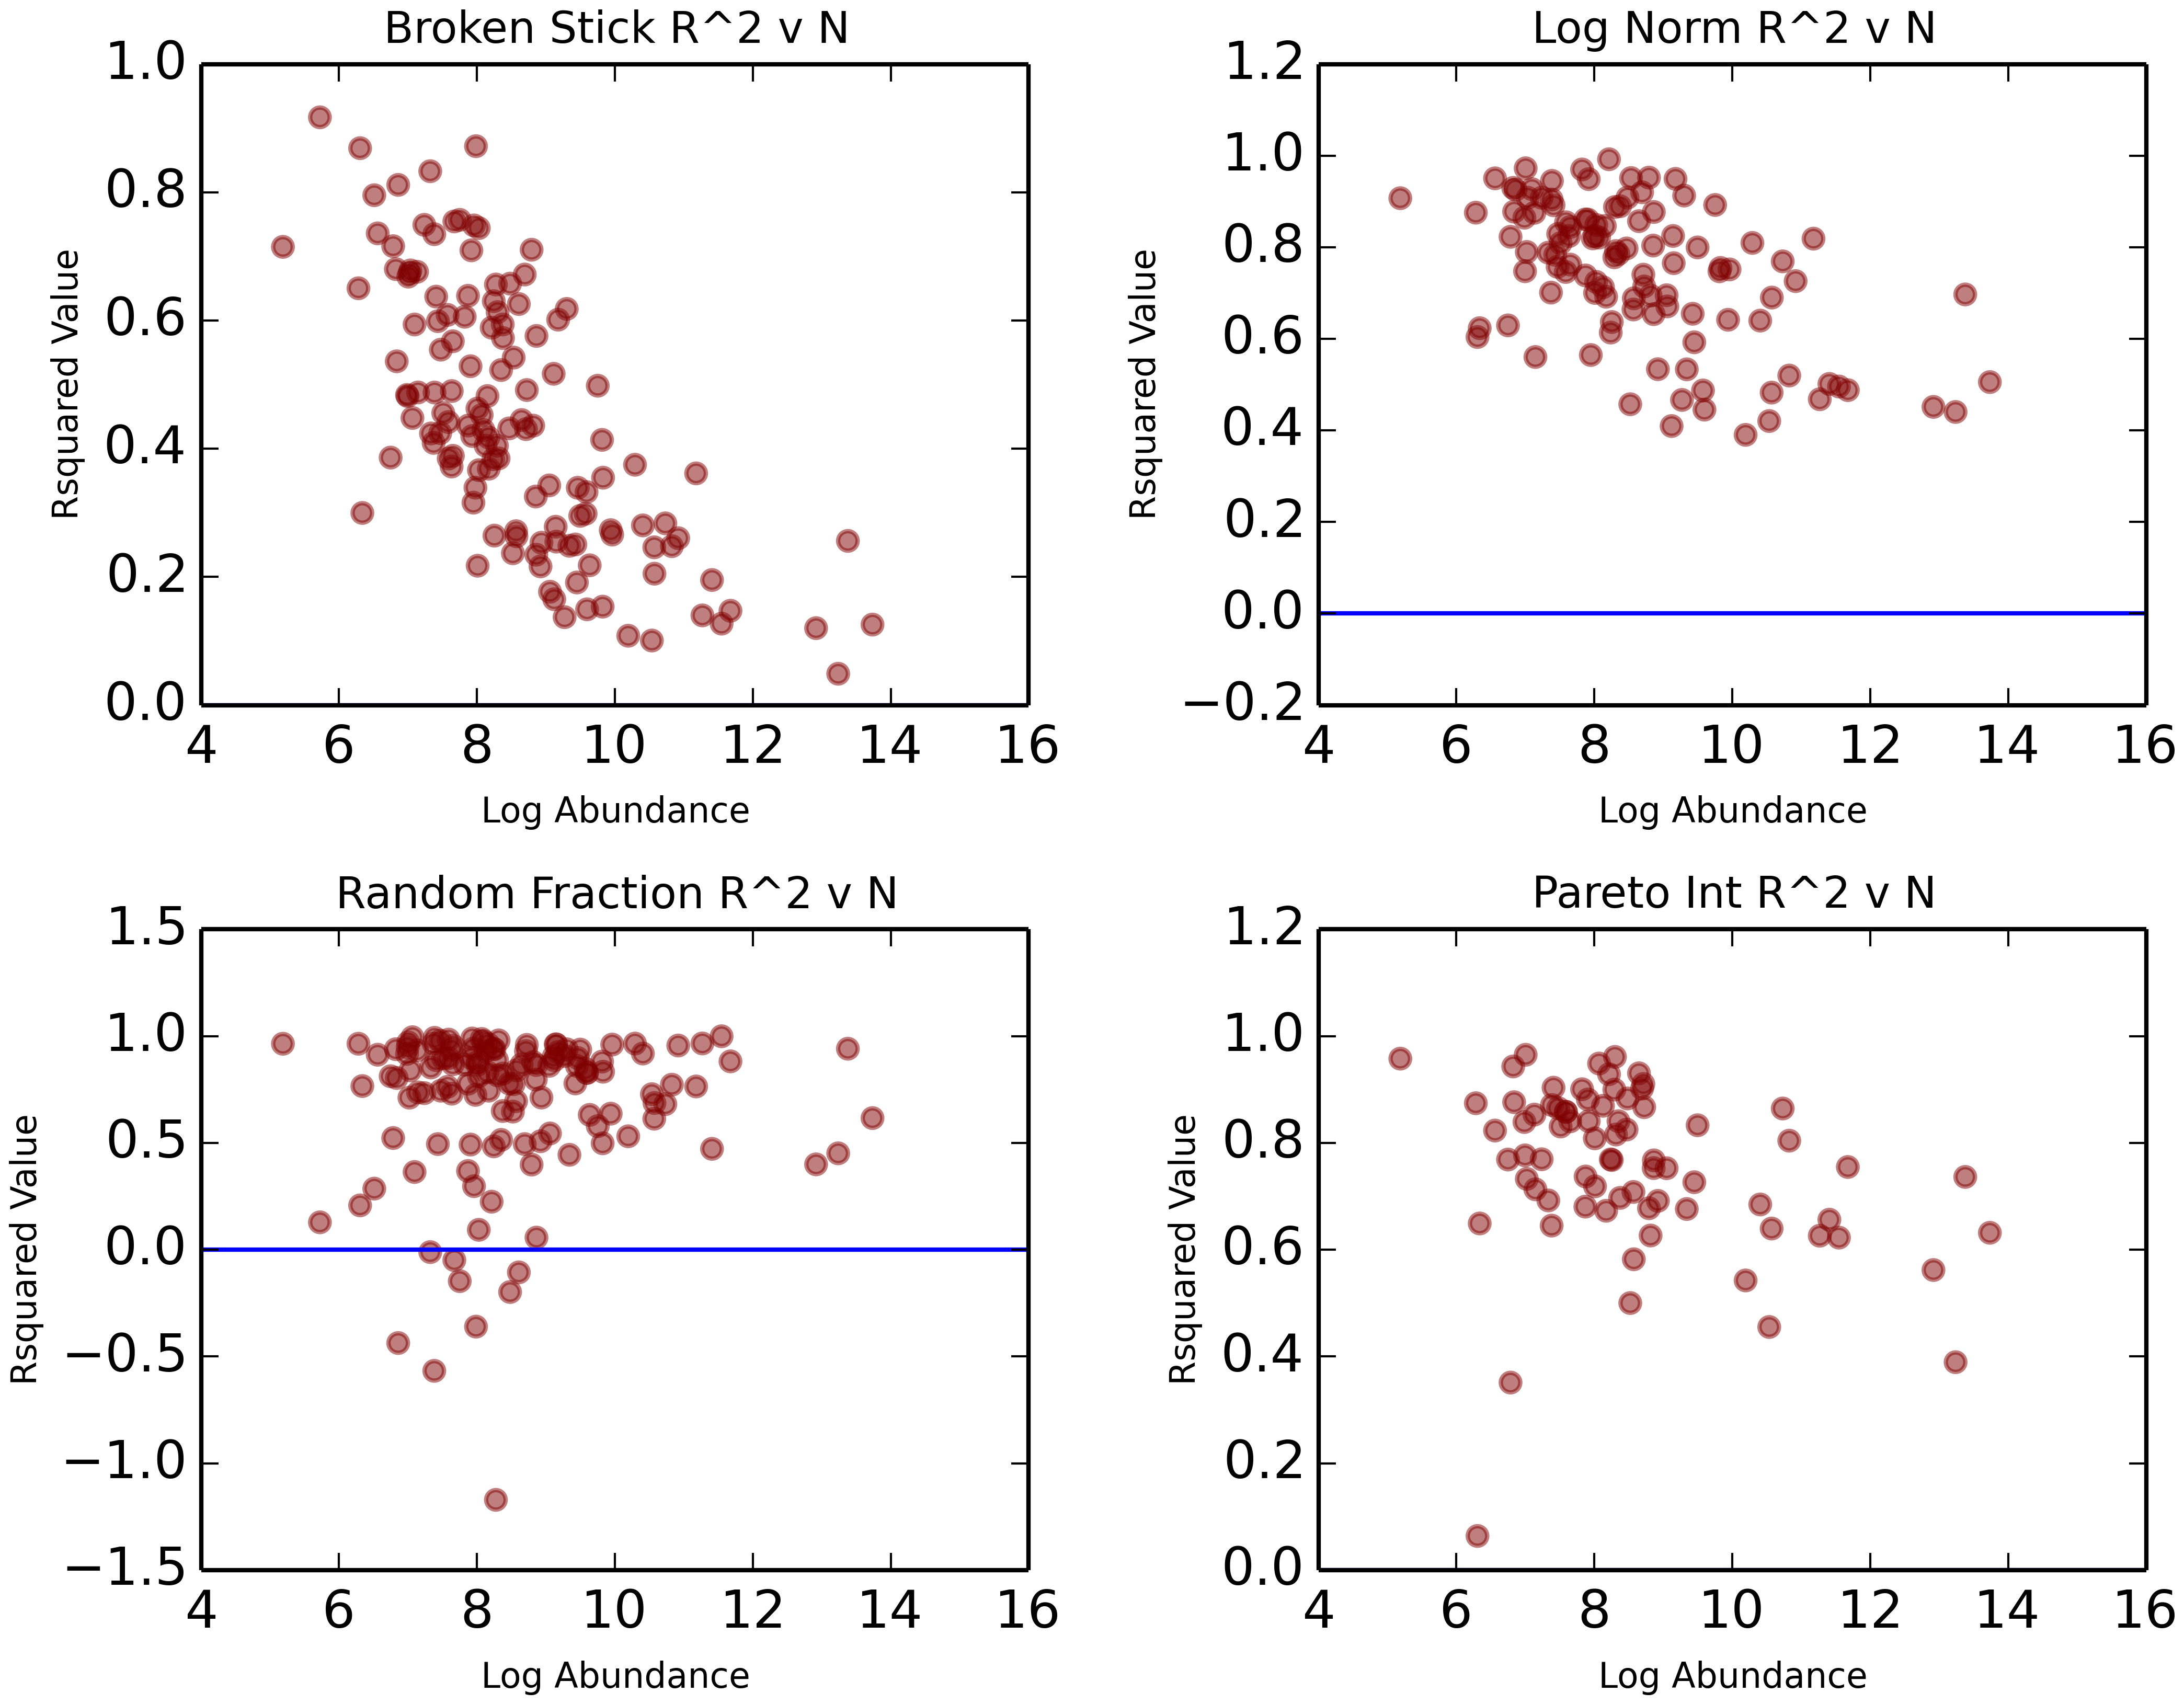 Broken Stick R^2 v N
1.0
0.8
0.6
0.4
0.2
0.0
Rsquared Value
4 6 8 10 12 14 16
Log Abundance
Log Norm R^2 v N
1.2
1.0
0.8
0.6
0.4
0.2
0.0
−0.2
Rsquared Value
4 6 8 10 12 14 16
Log Abundance
Random Fraction R^2 v N
1.5
1.0
0.5
0.0
−0.5
−1.0
−1.5
Rsquared Value
4 6 8 10 12 14 16
Log Abundance
Pareto Int R^2 v N
1.2
1.0
0.8
0.6
0.4
0.2
0.0
Rsquared Value
4 6 8 10 12 14 16
Log Abundance